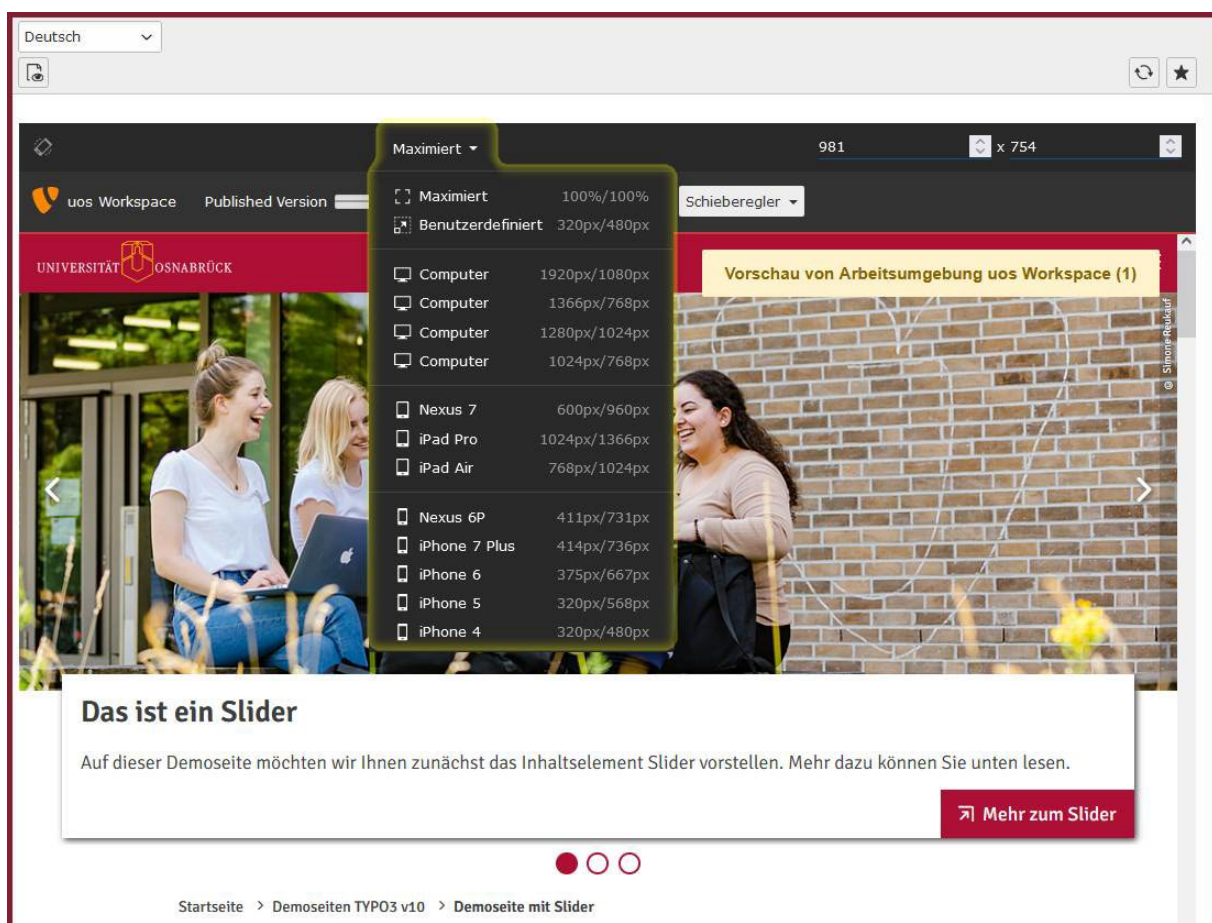 Deutsch
Maximiert
981 x 754
uos Workspace Published Version Schieberegler
Maximiert 100%/100%
Benutzerdefiniert 320px/480px
Computer 1920px/1080px
Computer 1366px/768px
Computer 1280px/1024px
Computer 1024px/768px
Nexus 7 600px/960px
iPad Pro 1024px/1366px
iPad Air 768px/1024px
Nexus 6P 411px/731px
iPhone 7 Plus 414px/736px
iPhone 6 375px/667px
iPhone 5 320px/568px
iPhone 4 320px/480px
UNIVERSITÄT OSNABRÜCK
Vorschau von Arbeitsumgebung uos Workspace (1)
© Simone Reukauf
Das ist ein Slider
Auf dieser Demoseite möchten wir Ihnen zunächst das Inhaltselement Slider vorstellen. Mehr dazu können Sie unten lesen.
Mehr zum Slider
Startseite > Demoseiten TYPO3 v10 > Demoseite mit Slider